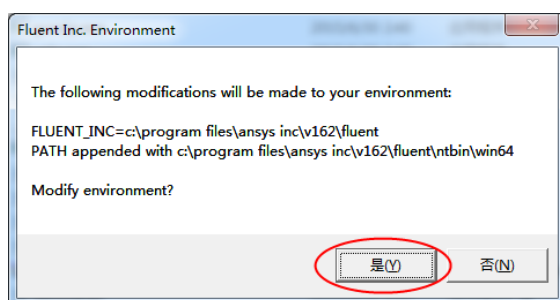 Fluent Inc. Environment
The following modifications will be made to your environment:
FLUENT_INC=c:\program files\ansys inc\v162\fluent
PATH appended with c:\program files\ansys inc\v162\fluent\ntbin\win64
Modify environment?
是(Y)
否(N)